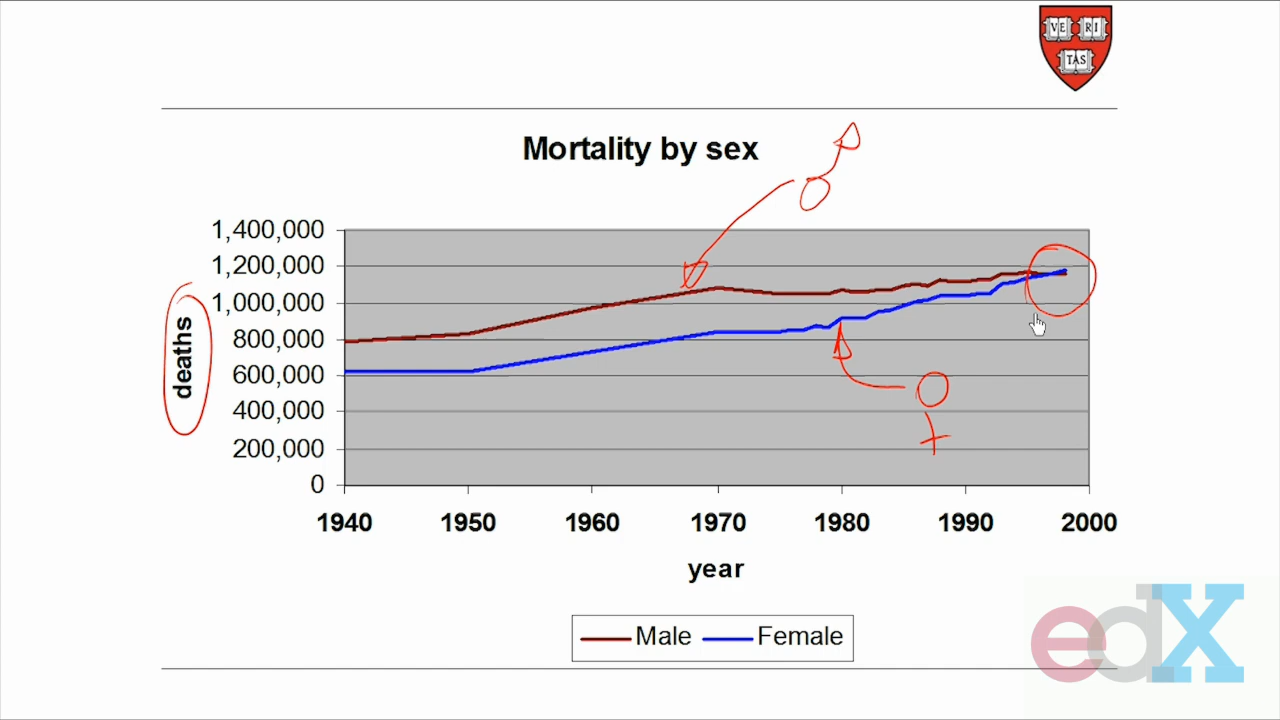 VE RI
TAS
Mortality by sex
1,400,000
1,200,000
1,000,000
800,000
600,000
400,000
200,000
0
deaths
1940 1950 1960 1970 1980 1990 2000
year
Male Female
edX